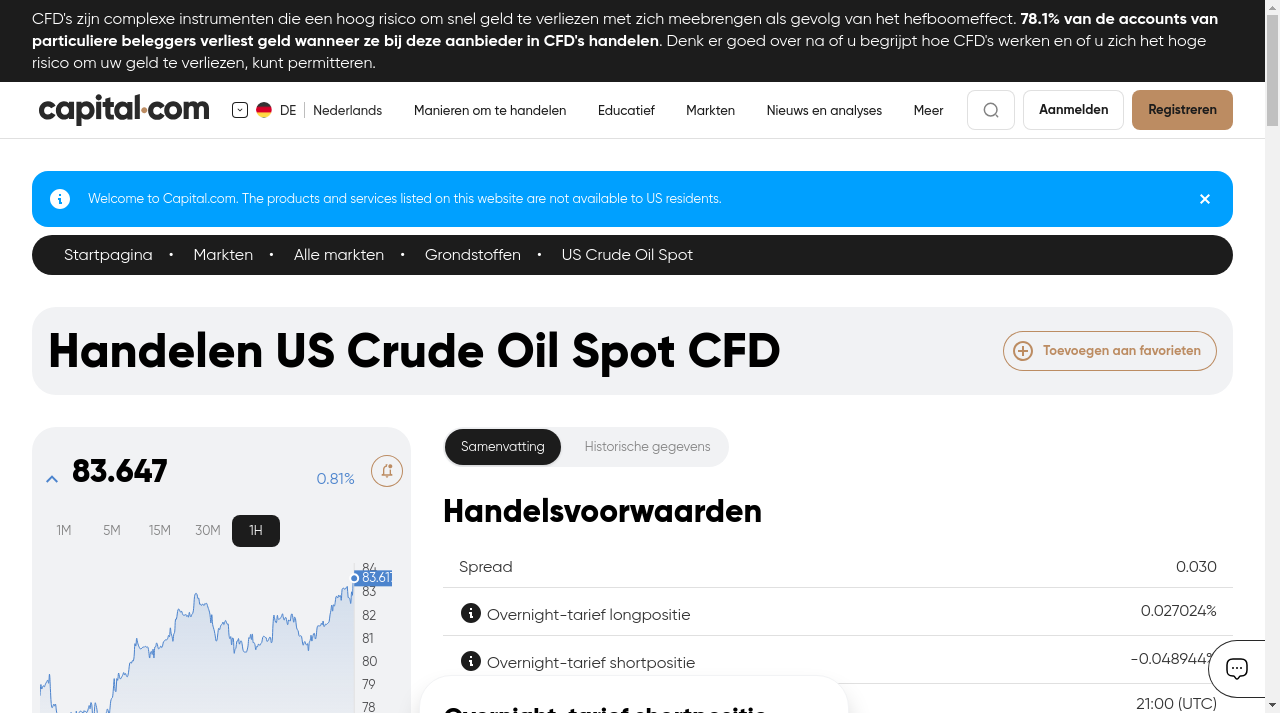 CFD's zijn complexe instrumenten die een hoog risico om snel geld te verliezen met zich meebrengen als gevolg van het hefboomeffect. 78.1% van de accounts van
particuliere beleggers verliest geld wanneer ze bij deze aanbieder in CFD's handelen. Denk er goed over na of u begrijpt hoe CFD's werken en of u zich het hoge
risico om uw geld te verliezen, kunt permitteren.
capital.com DE Nederlands Manieren om te handelen Educatief Markten Nieuws en analyses Meer Aanmelden Registreren
Welcome to Capital.com. The products and services listed on this website are not available to US residents.
Startpagina • Markten • Alle markten • Grondstoffen • US Crude Oil Spot
Handelen US Crude Oil Spot CFD
Toevoegen aan favorieten
83.647 0.81%
1M 5M 15M 30M 1H
84
83.61
83
82
81
80
79
78
Samenvatting Historische gegevens
Handelsvoorwaarden
Spread 0.030
Overnight-tarief longpositie 0.027024%
Overnight-tarief shortpositie -0.048944%
21:00 (UTC)
Overnight-tarief shortpositie